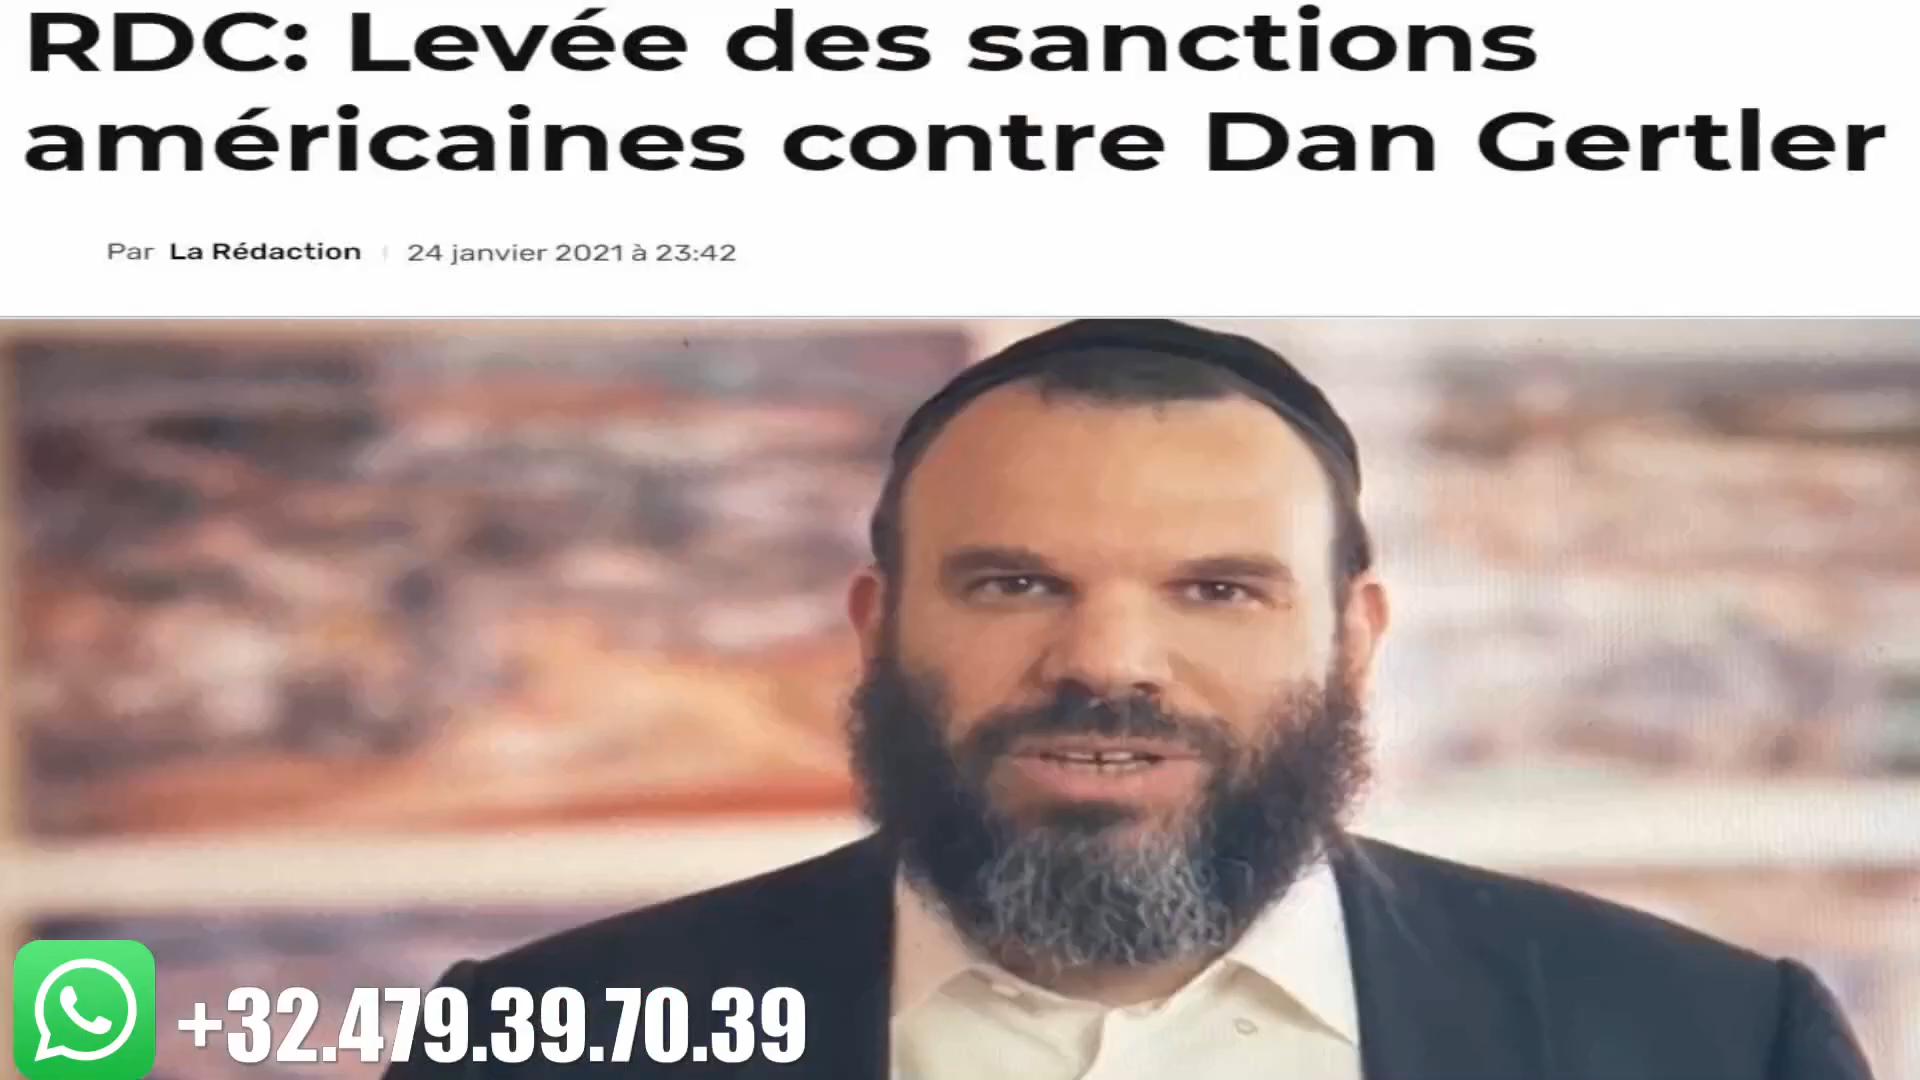 RDC: Levée des sanctions
américaines contre Dan Gertler
Par La Rédaction 24 janvier 2021 à 23:42
+32.479.39.70.39